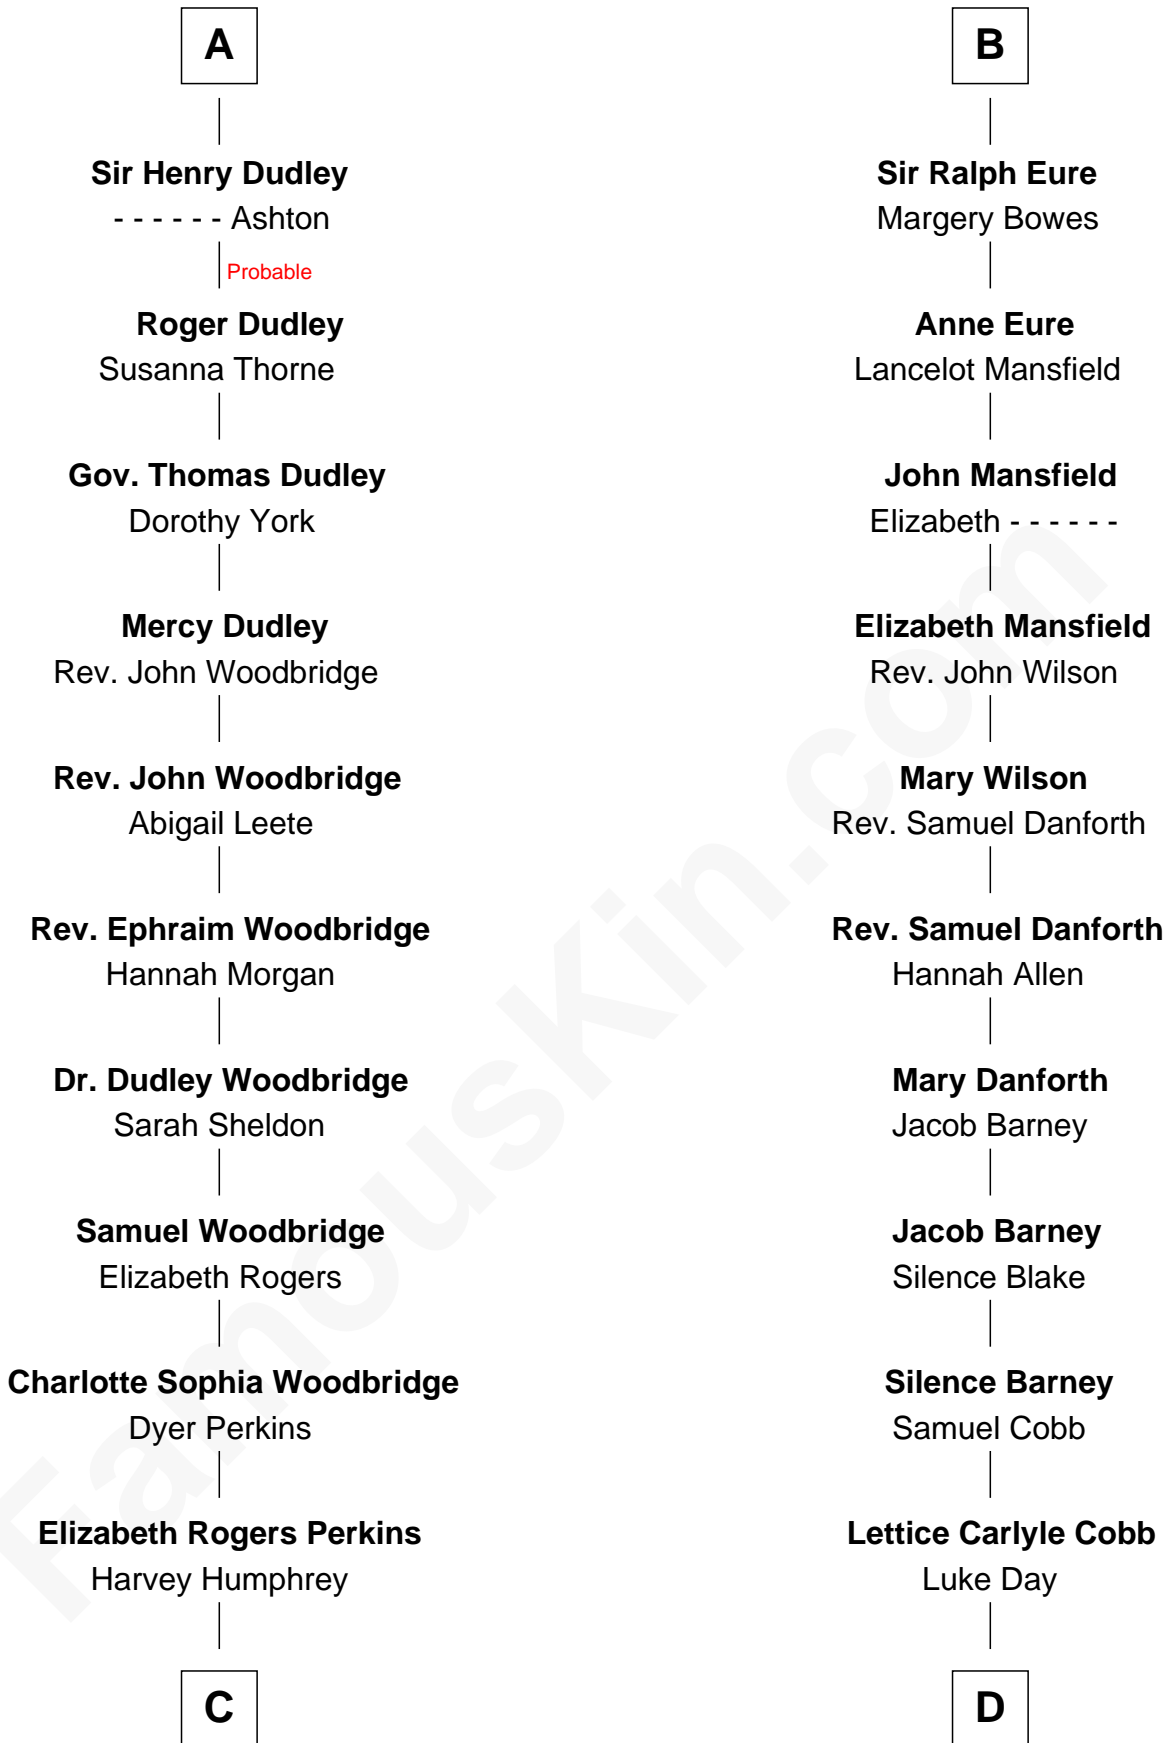 A
Sir Henry Dudley
- - - - - - Ashton
Probable
Roger Dudley
Susanna Thorne
Gov. Thomas Dudley
Dorothy York
Mercy Dudley
Rev. John Woodbridge
Rev. John Woodbridge
Abigail Leete
Rev. Ephraim Woodbridge
Hannah Morgan
Dr. Dudley Woodbridge
Sarah Sheldon
Samuel Woodbridge
Elizabeth Rogers
Charlotte Sophia Woodbridge
Dyer Perkins
Elizabeth Rogers Perkins
Harvey Humphrey
C
B
Sir Ralph Eure
Margery Bowes
Anne Eure
Lancelot Mansfield
John Mansfield
Elizabeth - - - - - -
Elizabeth Mansfield
Rev. John Wilson
Mary Wilson
Rev. Samuel Danforth
Rev. Samuel Danforth
Hannah Allen
Mary Danforth
Jacob Barney
Jacob Barney
Silence Blake
Silence Barney
Samuel Cobb
Lettice Carlyle Cobb
Luke Day
D
FamousKin.com